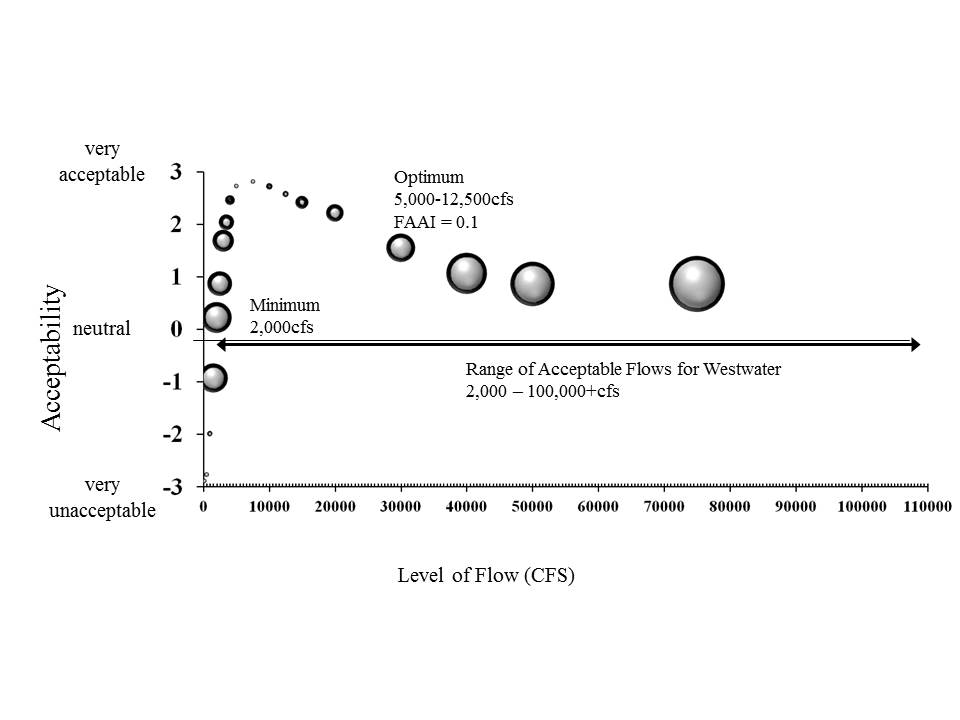 very
acceptable
3
Optimum
5,000-12,500cfs
FAAI = 0.1
2
1
Minimum
2,000cfs
neutral
0
Acceptability
Range of Acceptable Flows for Westwater
2,000 – 100,000+cfs
-1
-2
very
unacceptable
-3
0 10000 20000 30000 40000 50000 60000 70000 80000 90000 100000 110000
Level of Flow (CFS)